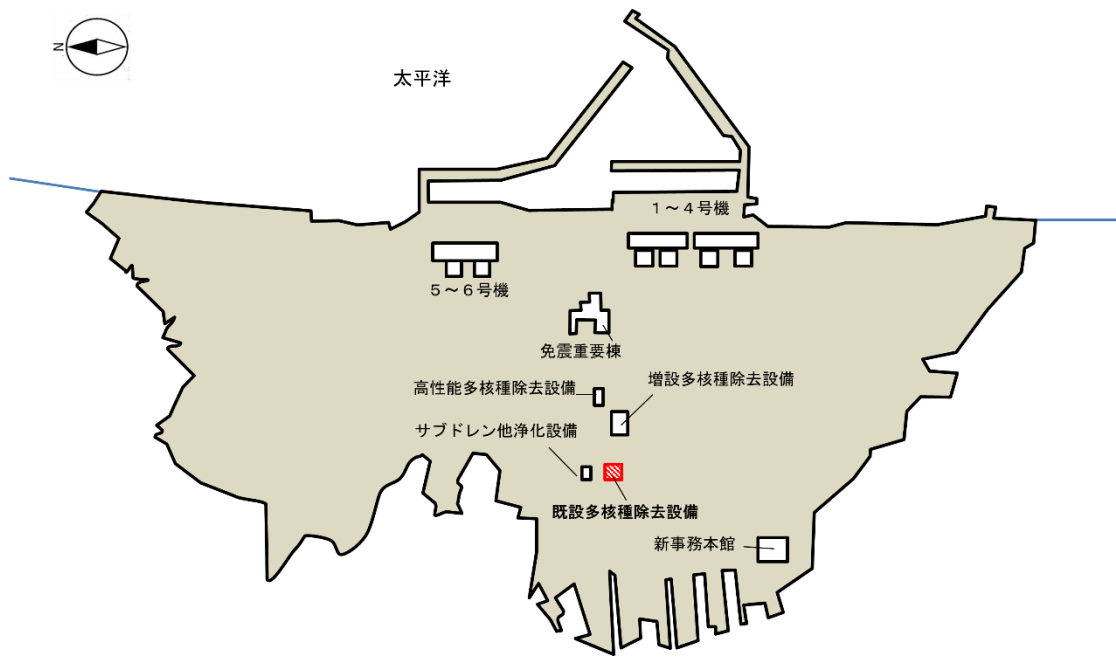 N
太平洋
1～4号機
5～6号機
免震重要棟
高性能多核種除去設備
増設多核種除去設備
サブドレン他浄化設備
既設多核種除去設備
新事務本館